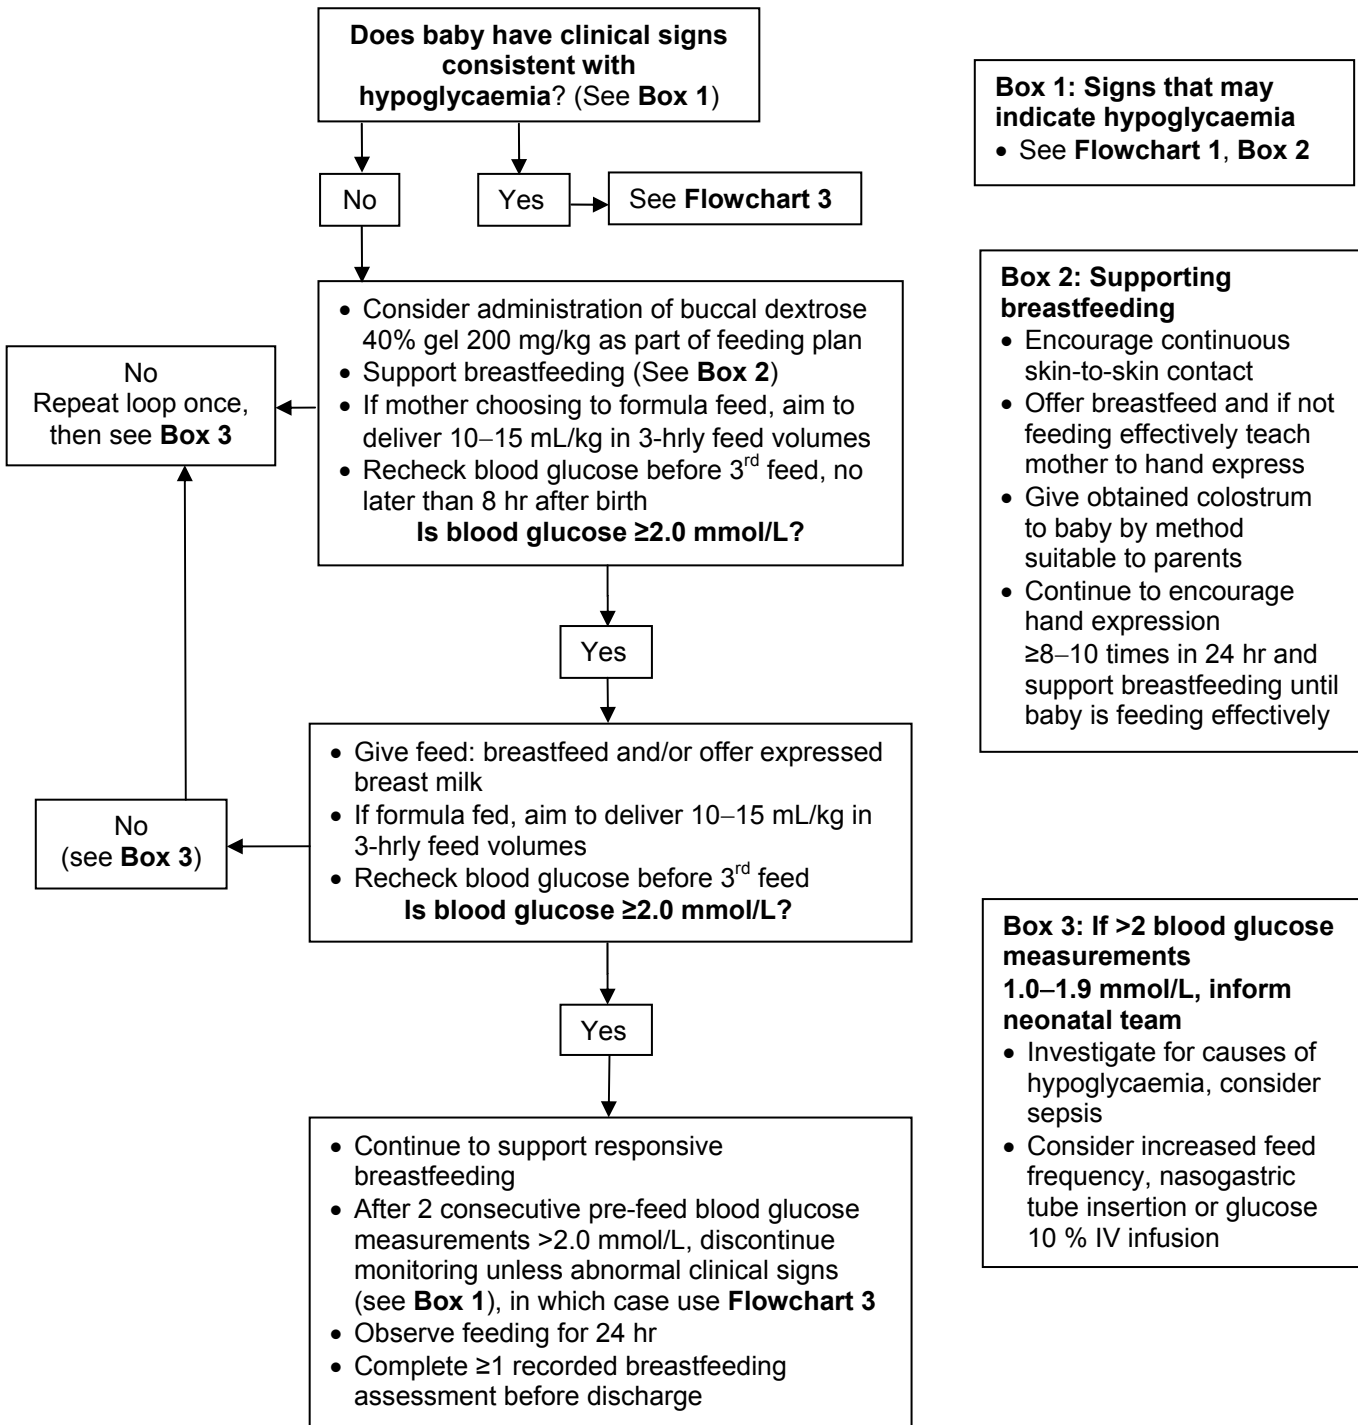 Does baby have clinical signs
consistent with
hypoglycaemia? (See Box 1)
No
Yes
See Flowchart 3
• Consider administration of buccal dextrose
40% gel 200 mg/kg as part of feeding plan
• Support breastfeeding (See Box 2)
• If mother choosing to formula feed, aim to
deliver 10–15 mL/kg in 3-hrly feed volumes
• Recheck blood glucose before 3rd feed, no
later than 8 hr after birth
Is blood glucose ≥2.0 mmol/L?
No
Repeat loop once,
then see Box 3
Yes
• Give feed: breastfeed and/or offer expressed
breast milk
• If formula fed, aim to deliver 10–15 mL/kg in
3-hrly feed volumes
• Recheck blood glucose before 3rd feed
Is blood glucose ≥2.0 mmol/L?
No
(see Box 3)
Yes
• Continue to support responsive
breastfeeding
• After 2 consecutive pre-feed blood glucose
measurements >2.0 mmol/L, discontinue
monitoring unless abnormal clinical signs
(see Box 1), in which case use Flowchart 3
• Observe feeding for 24 hr
• Complete ≥1 recorded breastfeeding
assessment before discharge
Box 1: Signs that may
indicate hypoglycaemia
• See Flowchart 1, Box 2
Box 2: Supporting
breastfeeding
• Encourage continuous
skin-to-skin contact
• Offer breastfeed and if not
feeding effectively teach
mother to hand express
• Give obtained colostrum
to baby by method
suitable to parents
• Continue to encourage
hand expression
≥8–10 times in 24 hr and
support breastfeeding until
baby is feeding effectively
Box 3: If >2 blood glucose
measurements
1.0–1.9 mmol/L, inform
neonatal team
• Investigate for causes of
hypoglycaemia, consider
sepsis
• Consider increased feed
frequency, nasogastric
tube insertion or glucose
10 % IV infusion